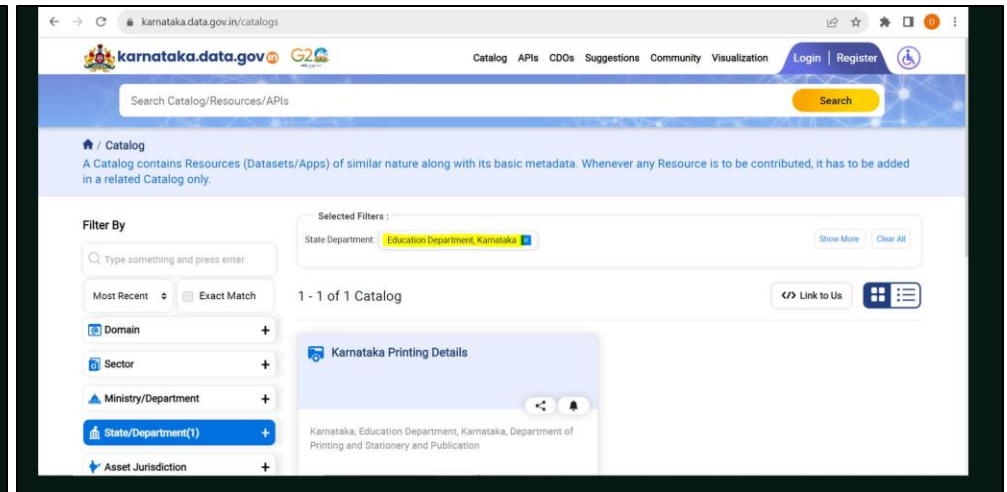 karnataka.data.gov.in/catalogs
D
karnataka.data.gov in
G20
Catalog APIs CDOs Suggestions Community Visualization Login | Register
Search Catalog/Resources/APIs
Search
/ Catalog
A Catalog contains Resources (Datasets/Apps) of similar nature along with its basic metadata. Whenever any Resource is to be contributed, it has to be added
in a related Catalog only.
Filter By
Type something and press enter
Most Recent
Exact Match
Domain +
Sector +
Ministry/Department +
State/Department(1) +
Asset Jurisdiction +
Selected Filters :
State Department: Education Department, Karnataka x
Show More
Clear All
1 - 1 of 1 Catalog
</> Link to Us
Karnataka Printing Details
Karnataka, Education Department, Karnataka, Department of
Printing and Stationery and Publication